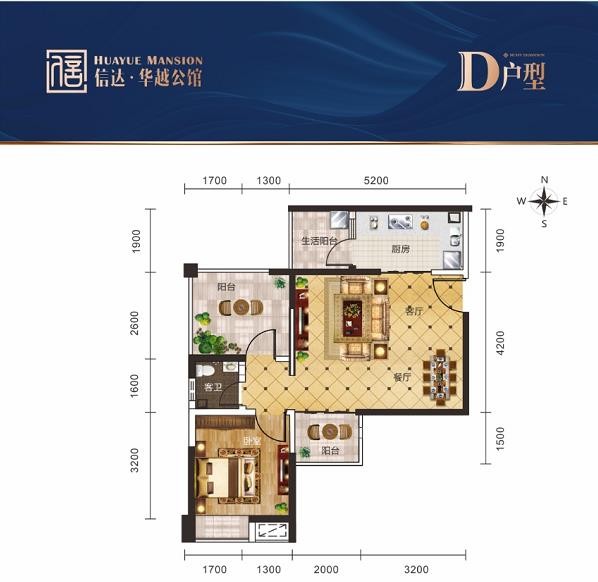 HUAYUE MANSION
信达·华越公馆
D户型
1700 1300 5200
N
W E
S
1900 1900
生活阳台
厨房
阳台
客厅
2600 4200
餐厅
客卫
1600
1500
卧室
阳台
3200
1700 1300 2000 3200